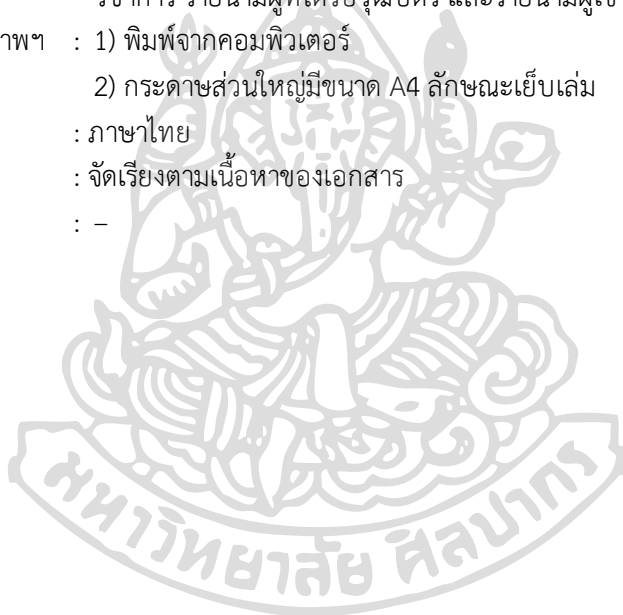 าพฯ : 1) พิมพ์จากคอมพิวเตอร์
2) กระดาษส่วนใหญ่มีขนาด A4 ลักษณะเย็บเล่ม
: ภาษาไทย
: จัดเรียงตามเนื้อหาของเอกสาร
: –
มหาวิทยาลัย ศิลปากร